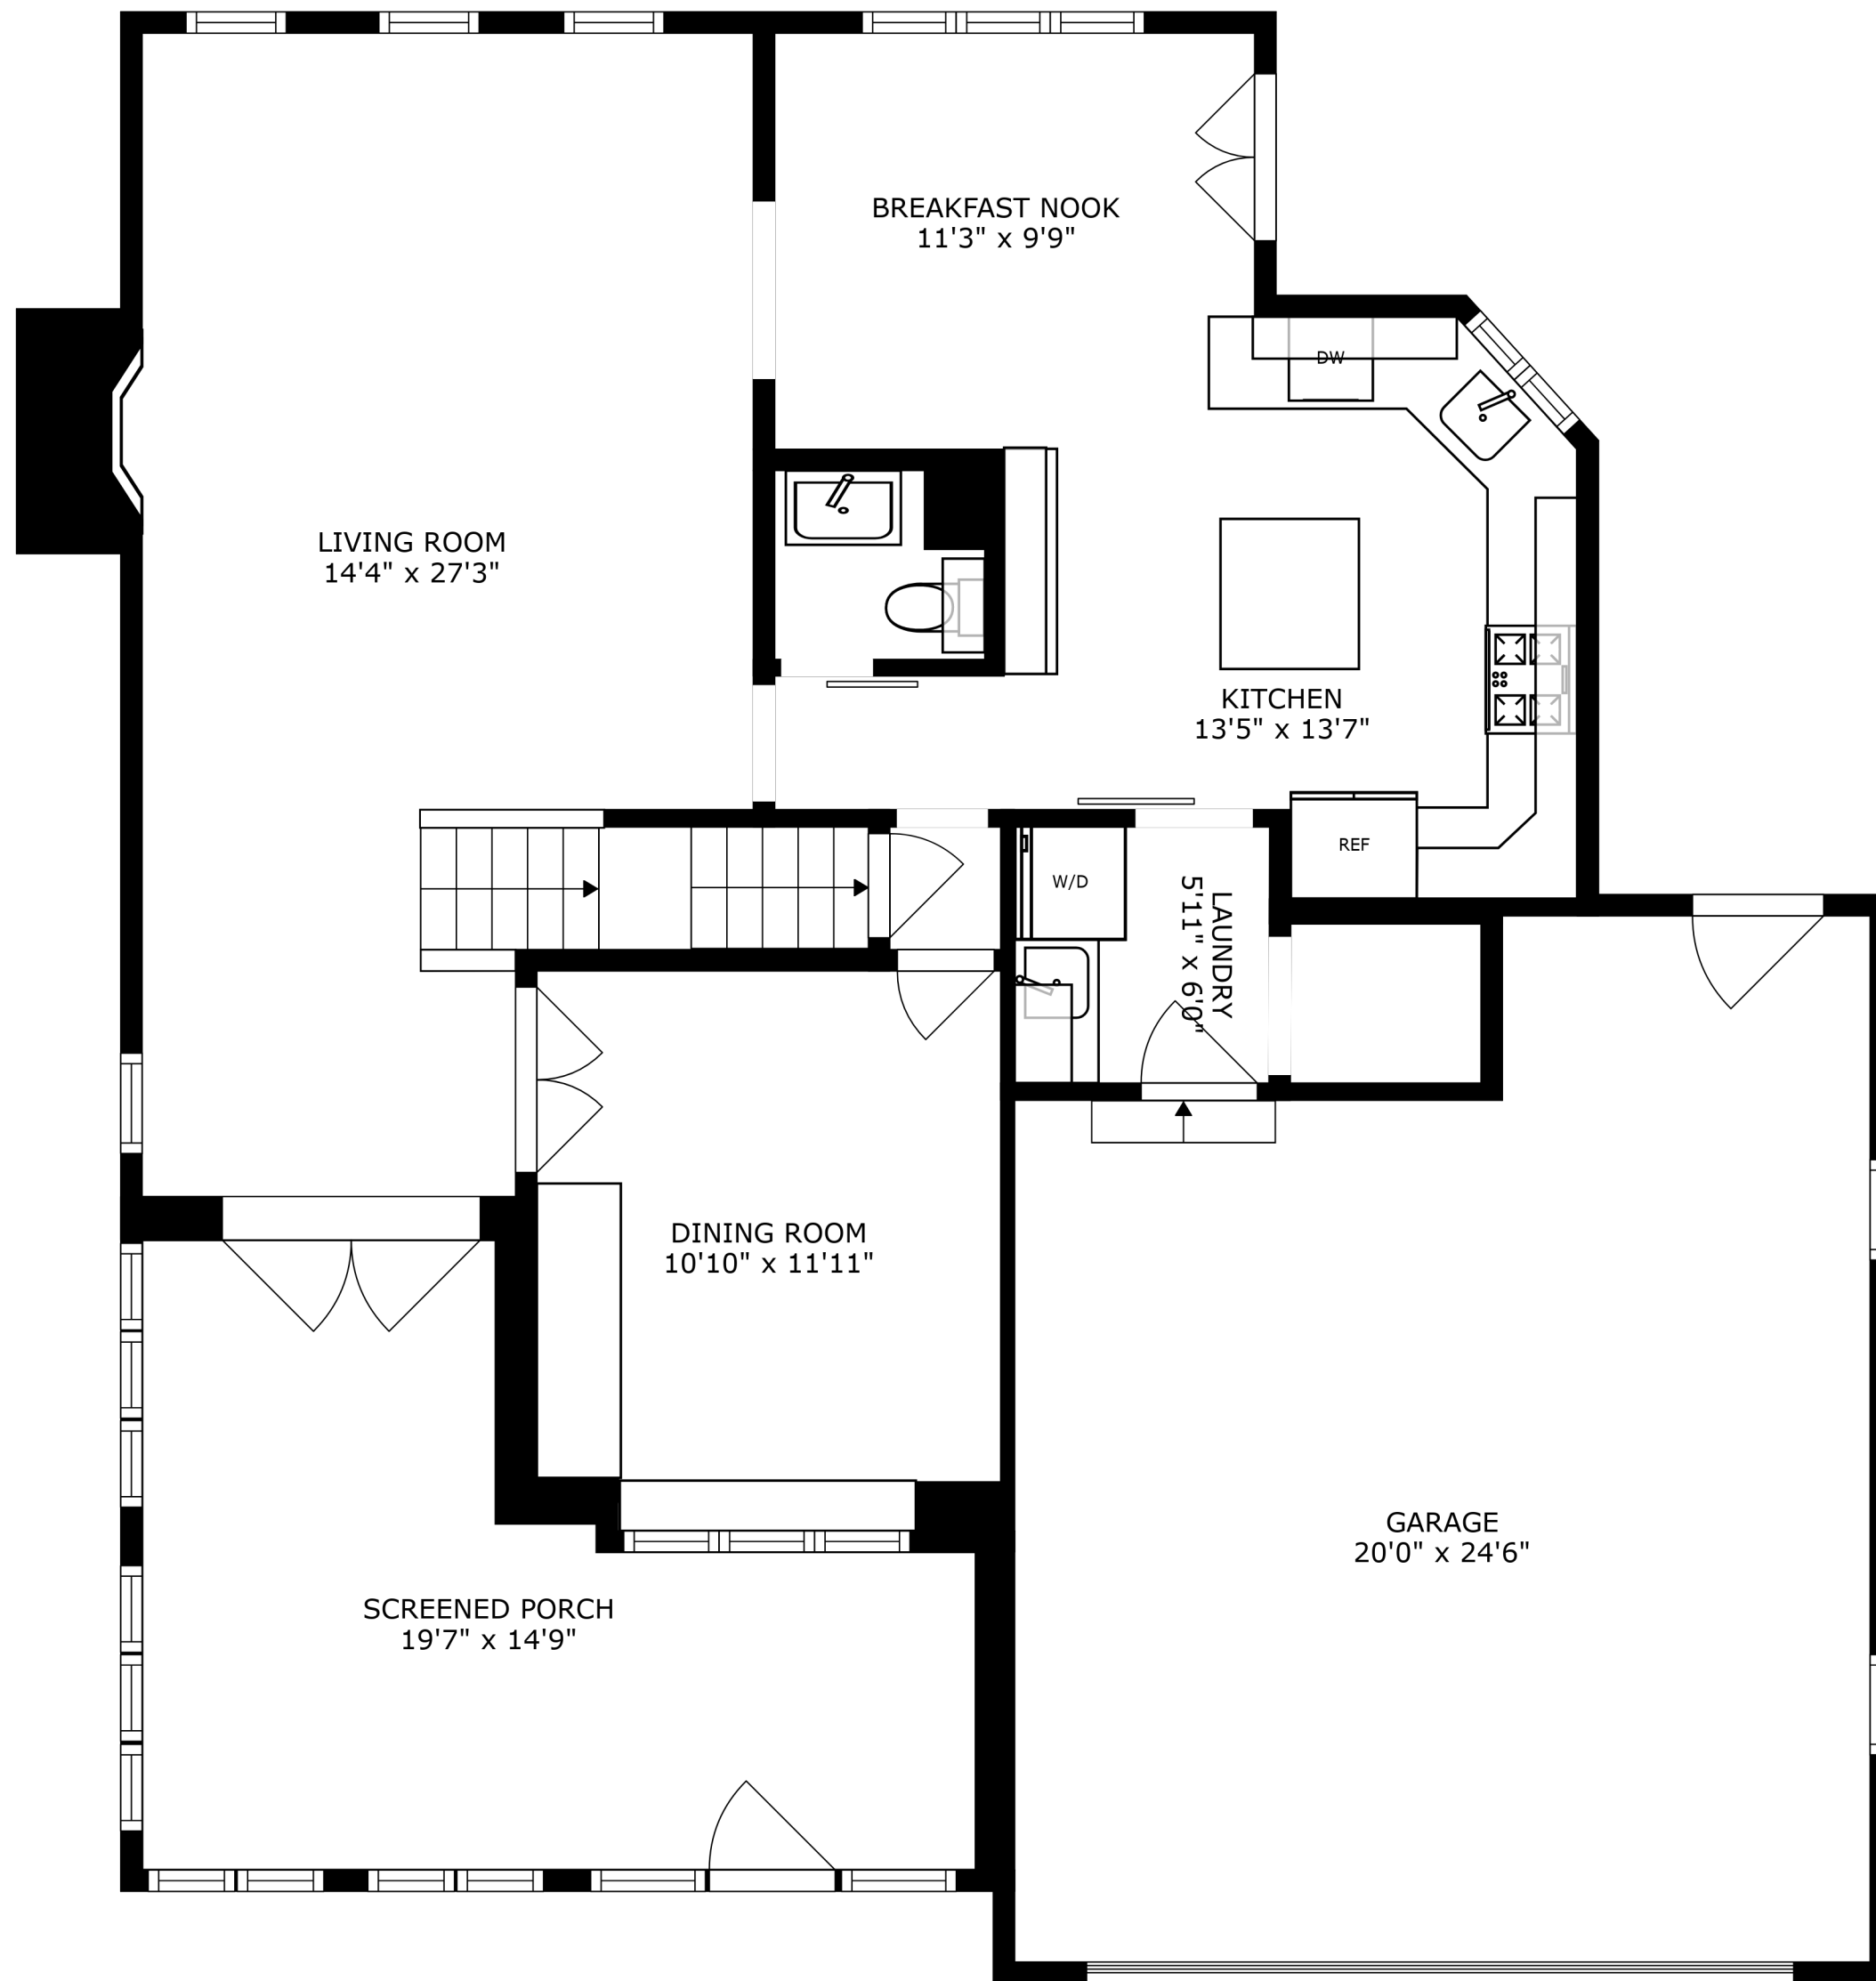 BREAKFAST NOOK
11'3" x 9'9"
DW
LIVING ROOM
14'4" x 27'3"
KITCHEN
13'5" x 13'7"
REF
W/D
LAUNDRY
5'11" x 6'0"
DINING ROOM
10'10" x 11'11"
GARAGE
20'0" x 24'6"
SCREENED PORCH
19'7" x 14'9"